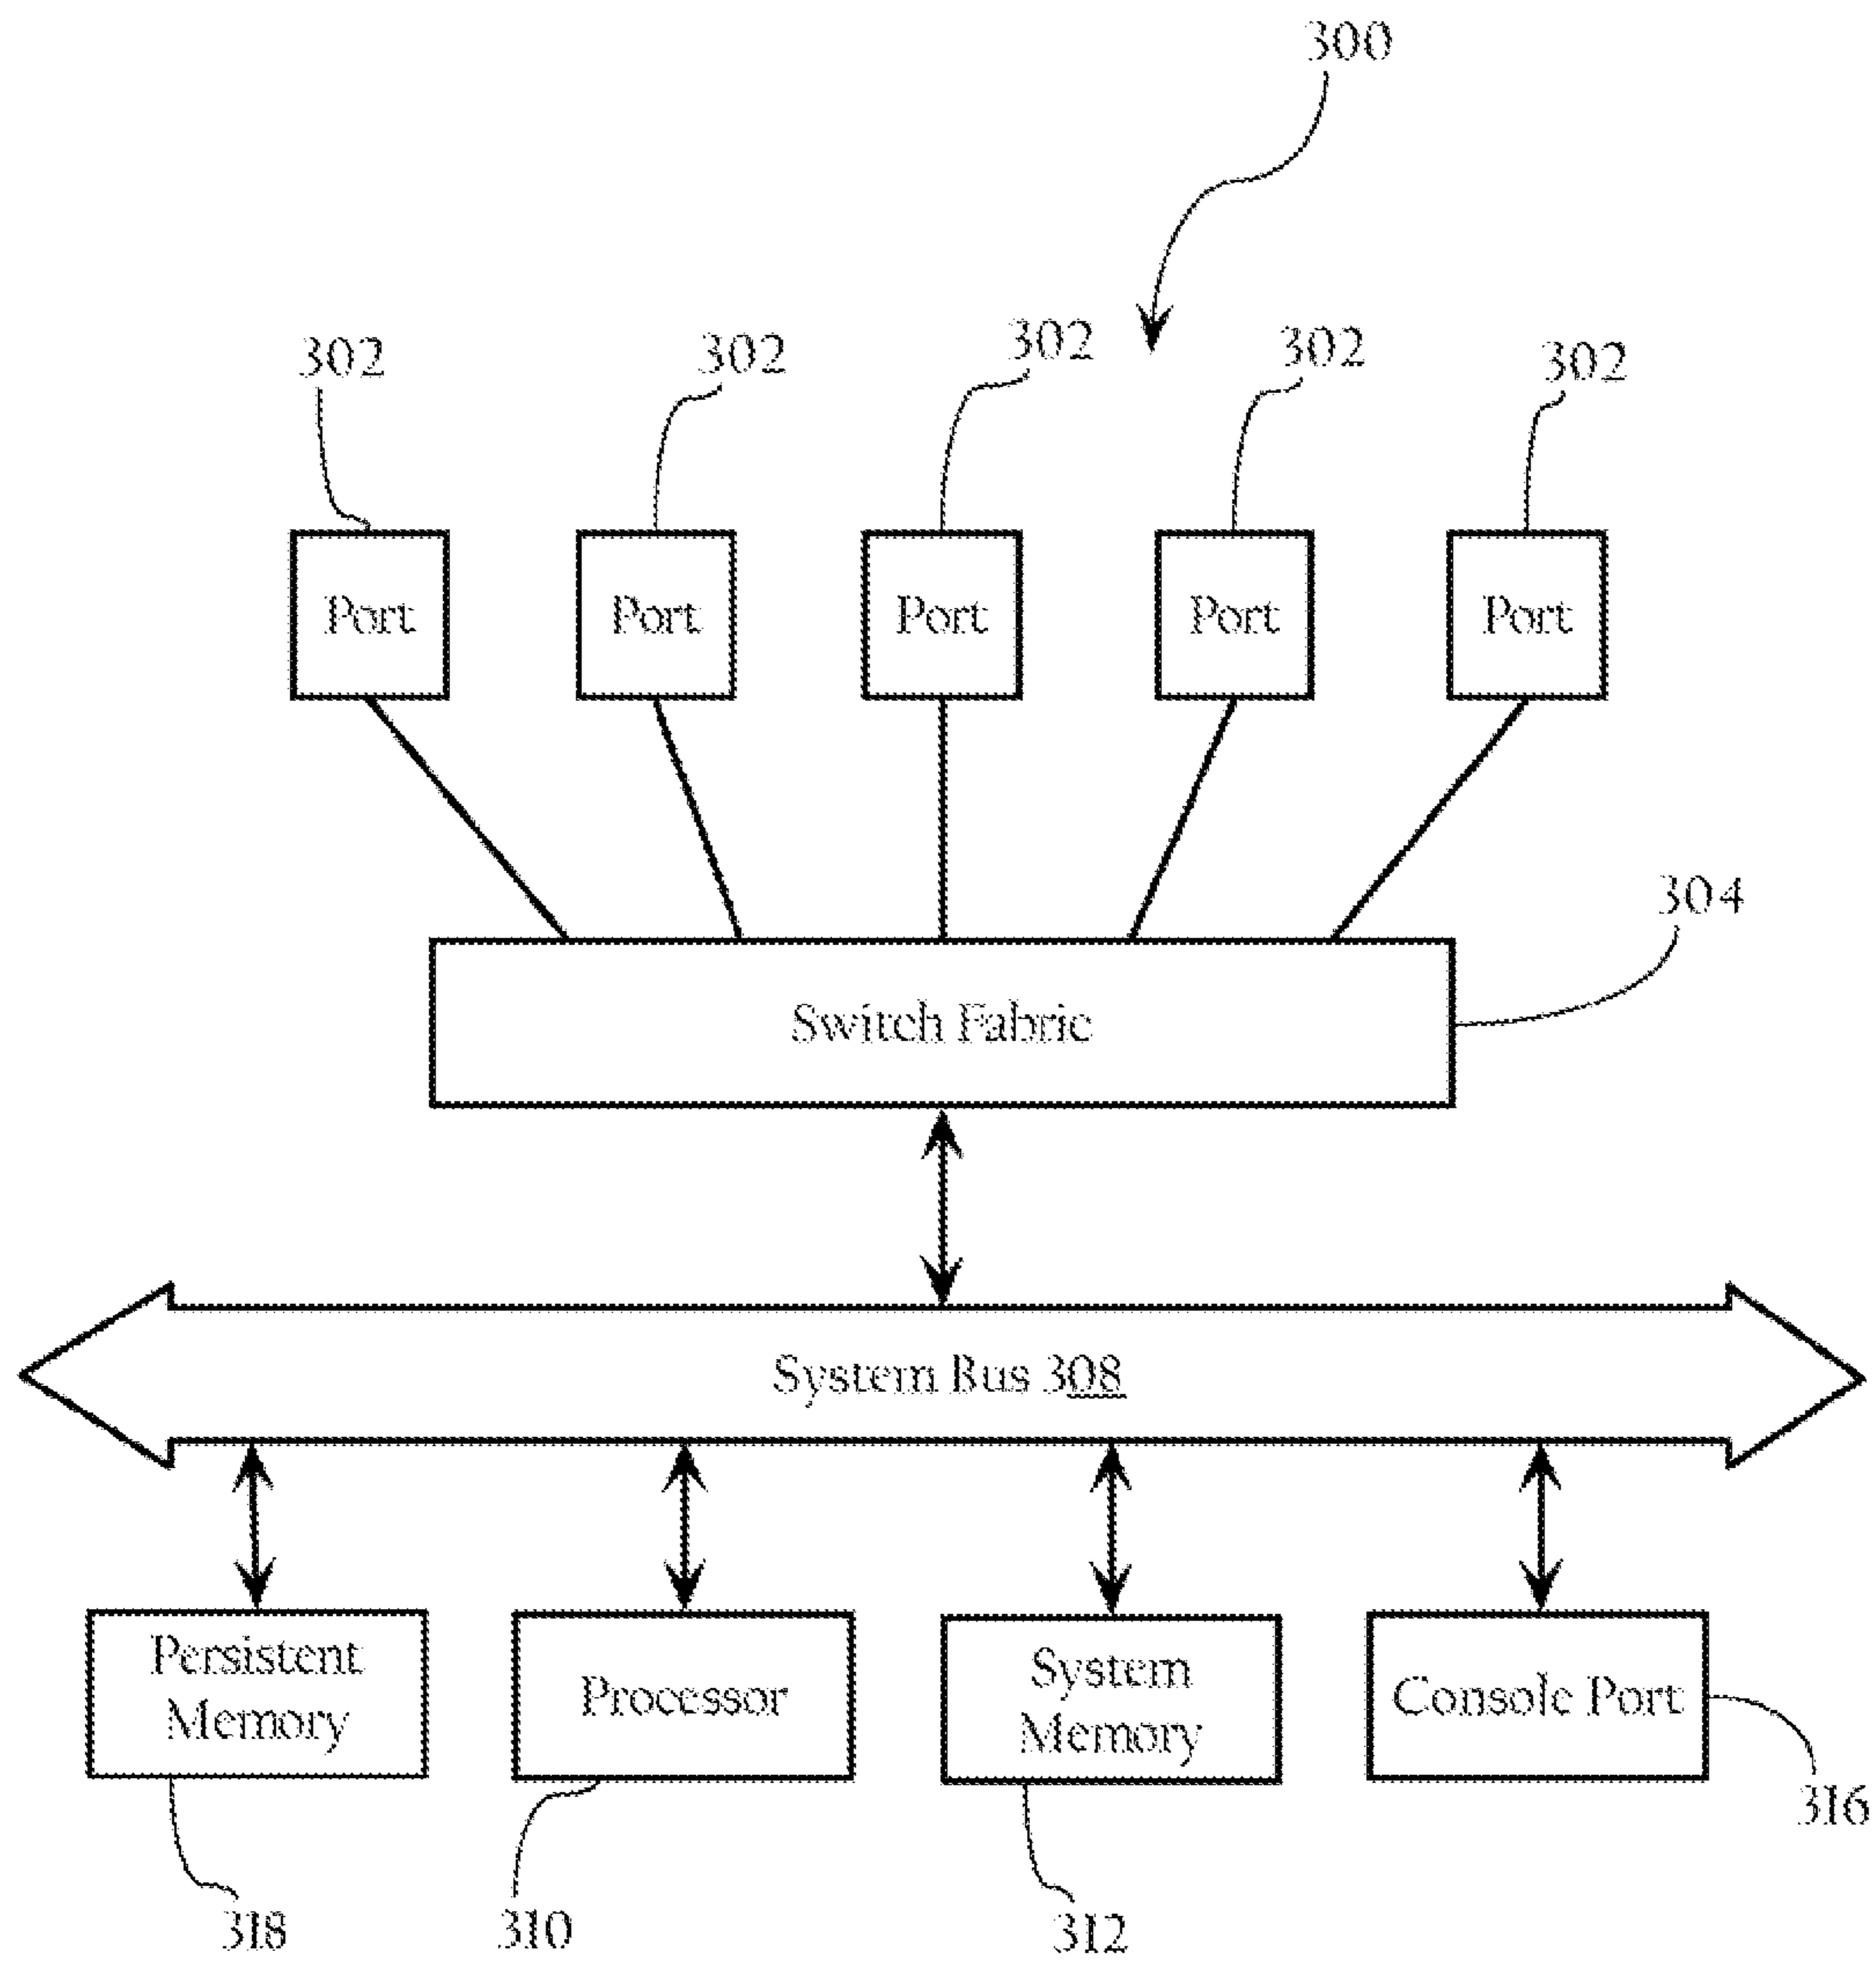 300
302
302
302
302
302
Port
Port
Port
Port
Port
304
Switch Fabric
System Bus 308
Persistent
Memory
Processor
System
Memory
Console Port
316
318
310
312